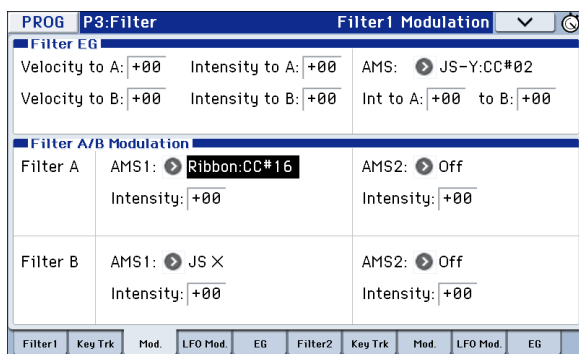 PROG P3:Filter Filter1 Modulation
Filter EG
Velocity to A: +00 Intensity to A: +00 AMS: JS-Y:CC#02
Velocity to B: +00 Intensity to B: +00 Int to A: +00 to B: +00
Filter A/B Modulation
Filter A AMS1: Ribbon:CC#16 AMS2: Off
Intensity: +00 Intensity: +00
Filter B AMS1: JS X AMS2: Off
Intensity: +00 Intensity: +00
Filter1 Key Trk Mod. LFO Mod. EG Filter2 Key Trk Mod. LFO Mod. EG